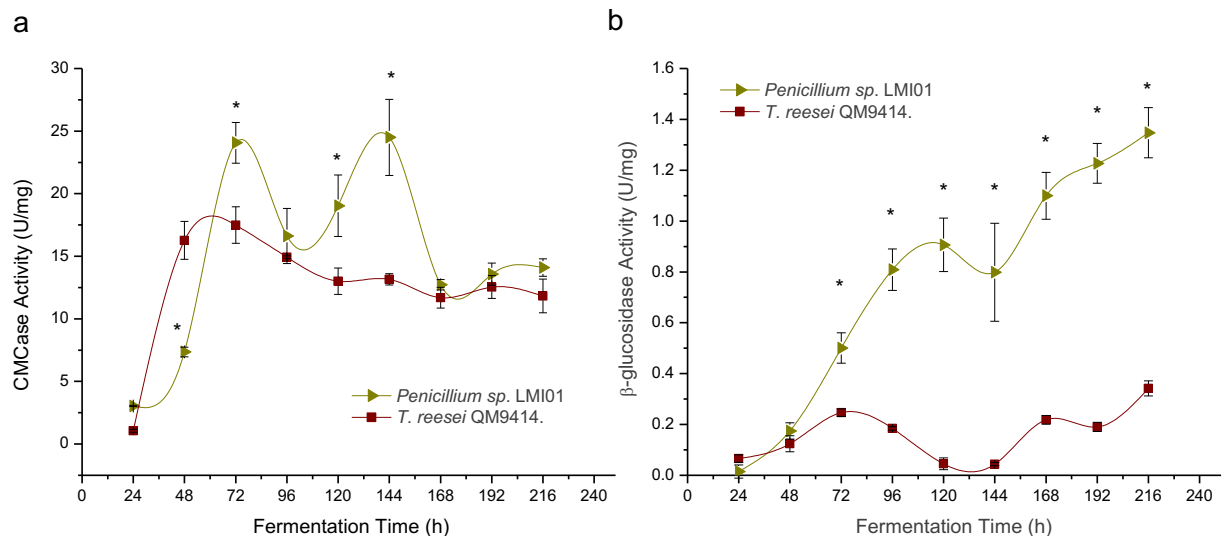 a
CMCase Activity (U/mg)
30
25
20
15
10
5
0
*
*
*
*
Penicillium sp. LMI01
T. reesei QM9414.
0 24 48 72 96 120 144 168 192 216 240
Fermentation Time (h)
b
β-glucosidase Activity (U/mg)
1.6
1.4
1.2
1.0
0.8
0.6
0.4
0.2
0.0
Penicillium sp. LMI01
T. reesei QM9414.
*
*
*
*
*
*
*
0 24 48 72 96 120 144 168 192 216 240
Fermentation Time (h)